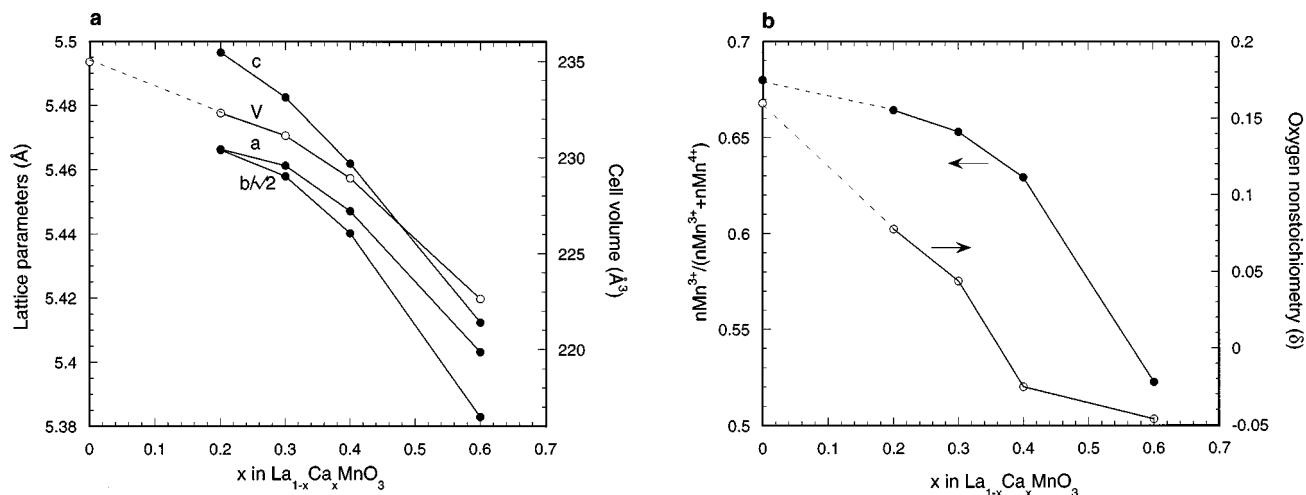 a
5.5
5.48
5.46
5.44
5.42
5.4
5.38
Lattice parameters (Å)
c
V
a
b/√2
235
230
225
220
Cell volume (Å³)
0 0.1 0.2 0.3 0.4 0.5 0.6 0.7
x in La₁₋ₓCaₓMnO₃
b
0.7
0.65
0.6
0.55
0.5
nMn³⁺/(nMn³⁺+nMn⁴⁺)
0.2
0.15
0.1
0.05
0
-0.05
Oxygen nonstoichiometry (δ)
0 0.1 0.2 0.3 0.4 0.5 0.6 0.7
x in La₁₋ₓCaₓMnO₃